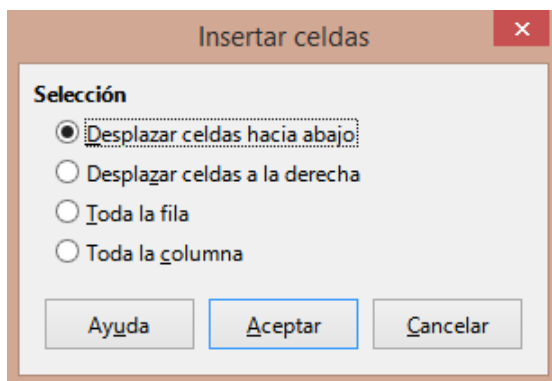 Insertar celdas
Selección
Desplazar celdas hacia abajo
Desplazar celdas a la derecha
Toda la fila
Toda la columna
Ayuda Aceptar Cancelar